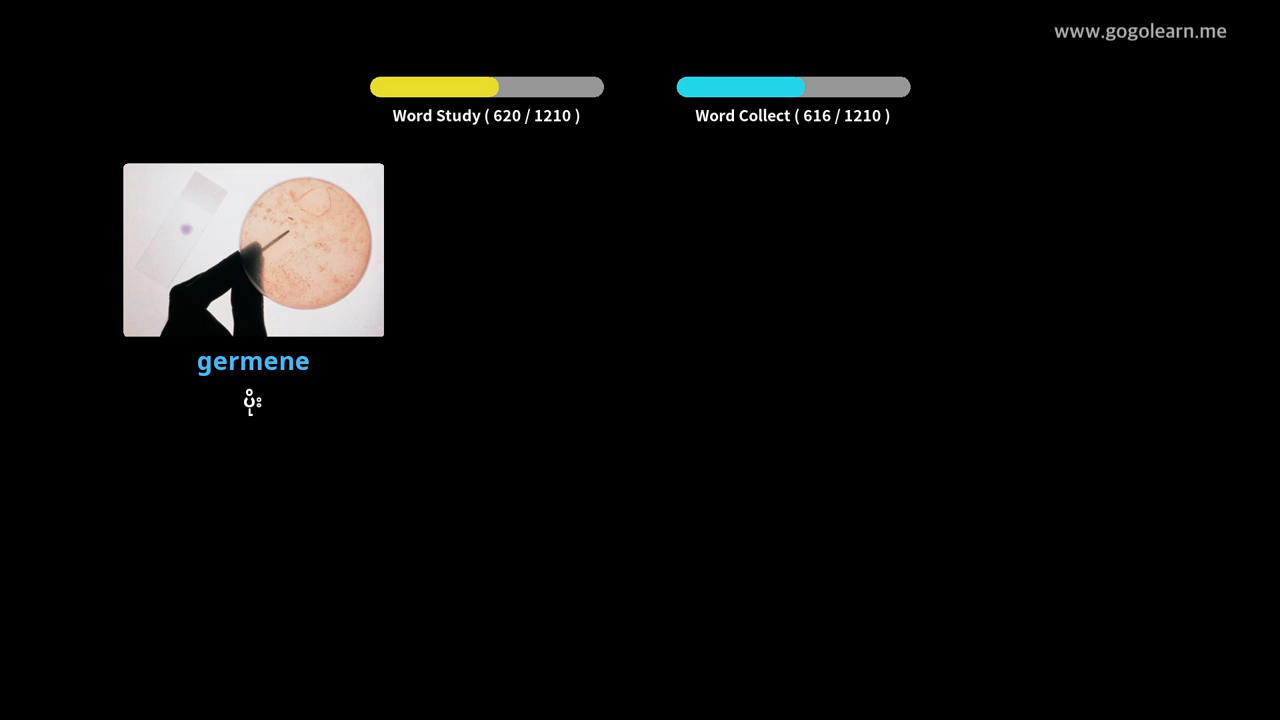 www.gogolearn.me
Word Study ( 620 / 1210 )
Word Collect ( 616 / 1210 )
germene
ပိုး